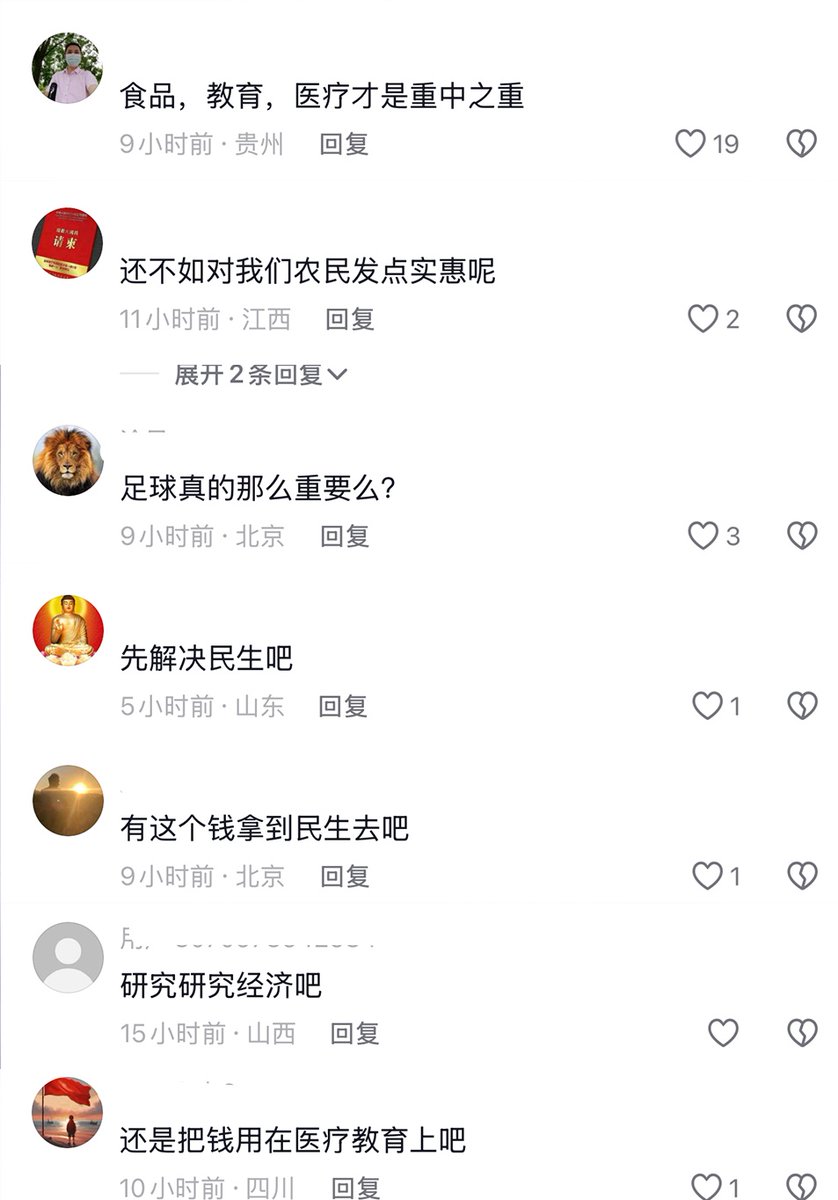 食品，教育，医疗才是重中之重
9小时前·贵州 回复 19
请柬
还不如对我们农民发点实惠呢
11小时前·江西 回复 2
展开2条回复
足球真的那么重要么?
9小时前·北京 回复 3
先解决民生吧
5小时前·山东 回复 1
有这个钱拿到民生去吧
9小时前·北京 回复 1
研究研究经济吧
15小时前·山西 回复
还是把钱用在医疗教育上吧
10小时前·四川 回复 1